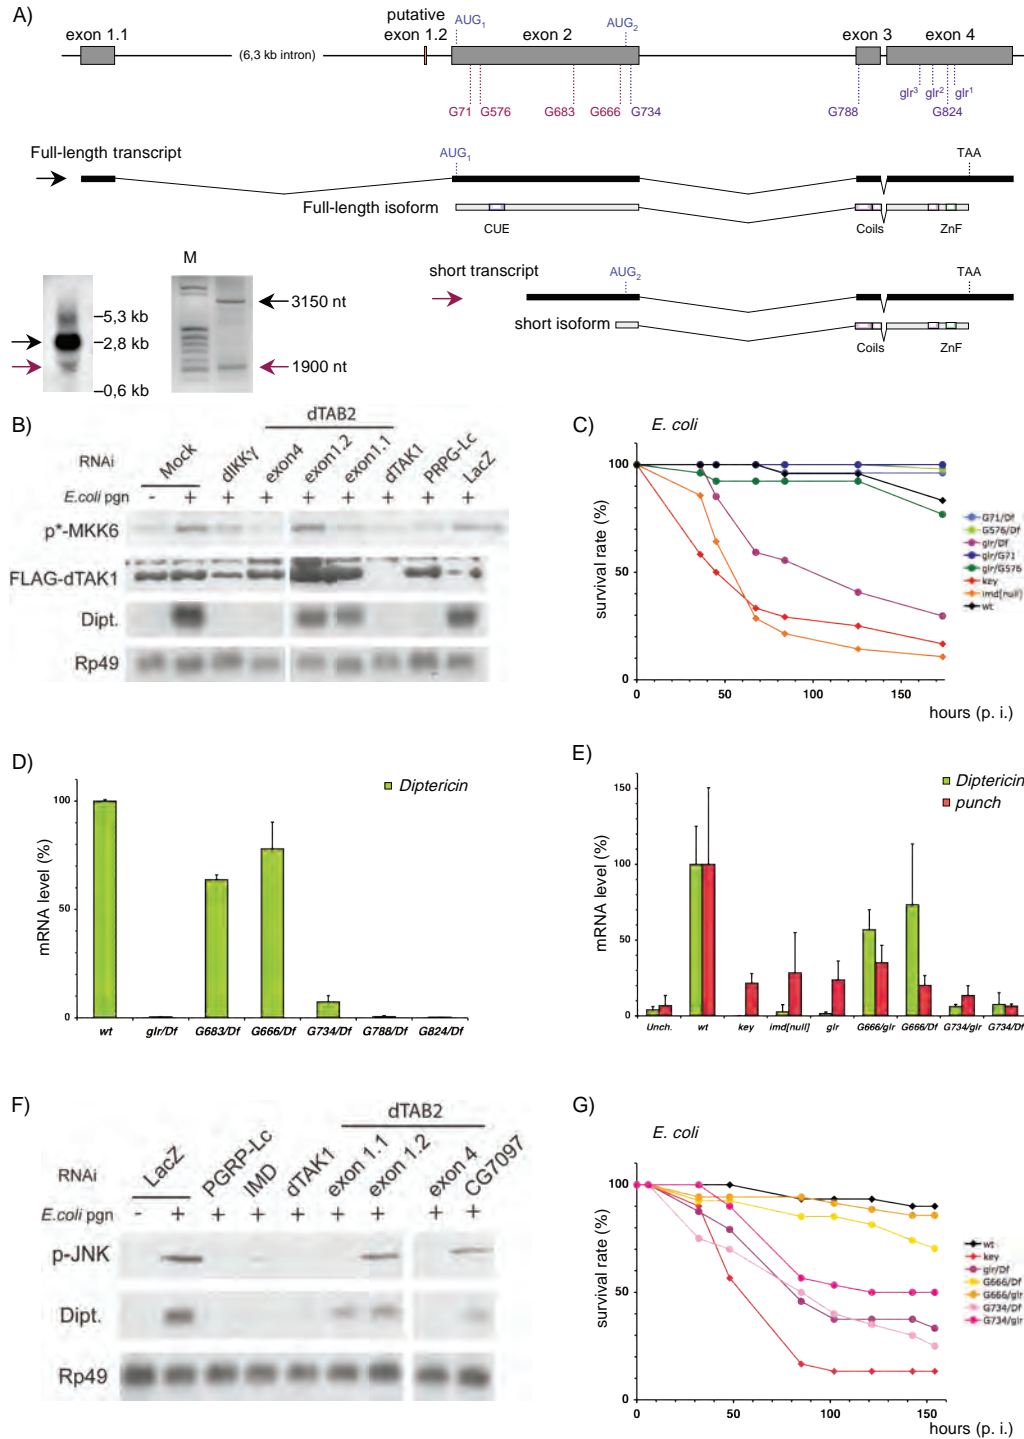 A)
exon 1.1
putative
exon 1.2
AUG1
exon 2
AUG2
exon 3
exon 4
(6,3 kb intron)
G71
G576
G683
G666
G734
G788
glr3
glr2
glr1
G824
Full-length transcript
AUG1
TAA
Full-length isoform
CUE
Coils
ZnF
M
short transcript
AUG2
TAA
short isoform
Coils
ZnF
–5,3 kb
–2,8 kb
–0,6 kb
3150 nt
1900 nt
B)
dTAB2
RNAi
Mock
dIKKγ
exon4
exon1.2
exon1.1
dTAK1
PRPG-Lc
LacZ
E.coli pgn
- + + + + + + + +
p*-MKK6
FLAG-dTAK1
Dipt.
Rp49
C)
E. coli
survival rate (%)
100
50
0
0 50 100 150
hours (p. i.)
G71/Df
G576/Df
glr/Df
glr/G71
glr/G576
key
imd[null]
wt
D)
Diptericin
mRNA level (%)
100
50
0
wt glr/Df G683/Df G666/Df G734/Df G788/Df G824/Df
E)
Diptericin
punch
mRNA level (%)
150
100
50
0
Unch. wt key imd[null] glr G666/glr G666/Df G734/glr G734/Df
F)
dTAB2
RNAi
LacZ
PGRP-Lc
IMD
dTAK1
exon 1.1
exon 1.2
exon 4
CG7097
E.coli pgn
- + + + + + + + +
p-JNK
Dipt.
Rp49
G)
E. coli
survival rate (%)
100
50
0
0 50 100 150
hours (p. i.)
wt
key
glr/Df
G666/Df
G666/glr
G734/Df
G734/glr